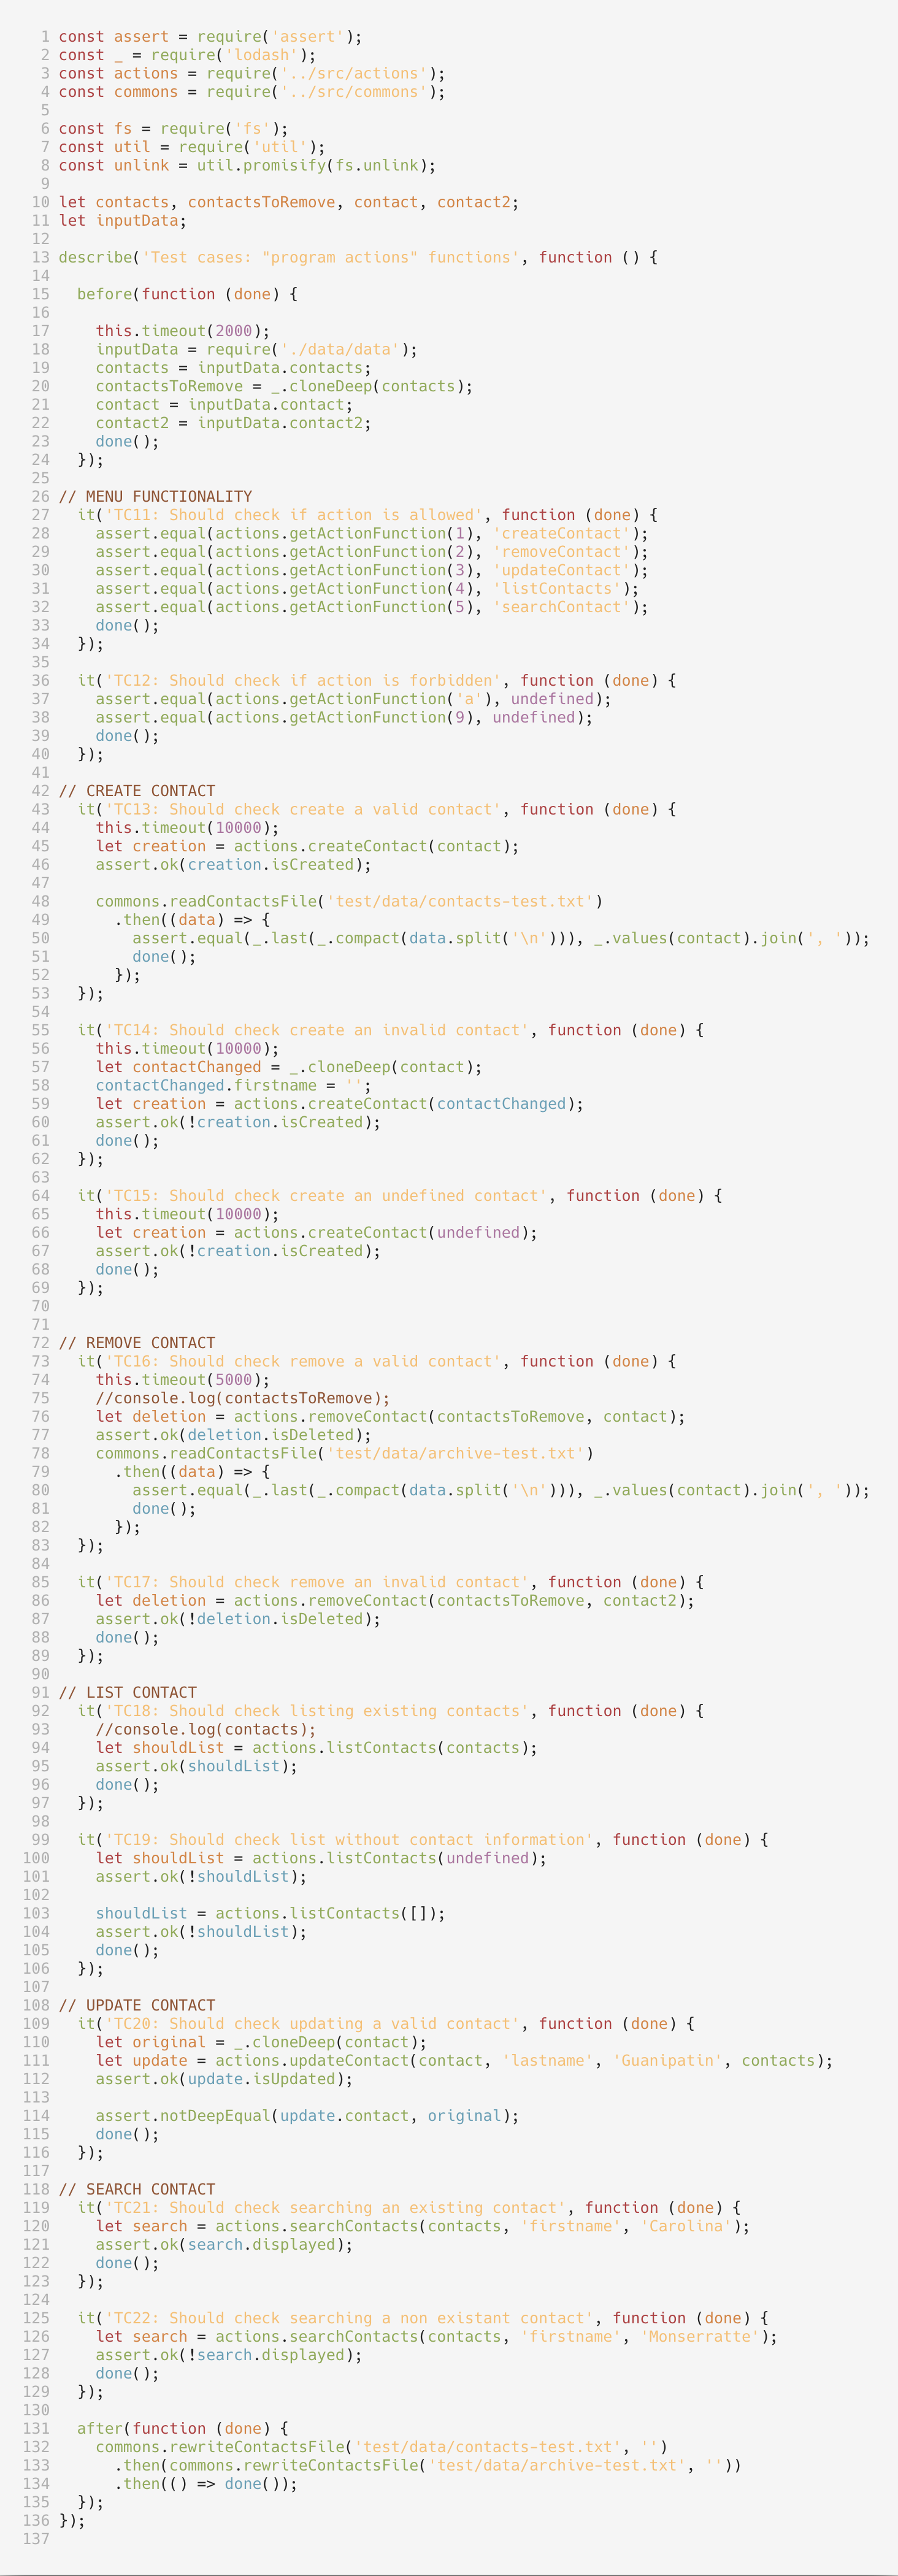 1 const assert = require('assert');
2 const _ = require('lodash');
3 const actions = require('../src/actions');
4 const commons = require('../src/commons');
5
6 const fs = require('fs');
7 const util = require('util');
8 const unlink = util.promisify(fs.unlink);
9
10 let contacts, contactsToRemove, contact, contact2;
11 let inputData;
12
13 describe('Test cases: "program actions" functions', function () {
14
15   before(function (done) {
16
17     this.timeout(2000);
18     inputData = require('./data/data');
19     contacts = inputData.contacts;
20     contactsToRemove = _.cloneDeep(contacts);
21     contact = inputData.contact;
22     contact2 = inputData.contact2;
23     done();
24   });
25
26 // MENU FUNCTIONALITY
27   it('TC11: Should check if action is allowed', function (done) {
28     assert.equal(actions.getActionFunction(1), 'createContact');
29     assert.equal(actions.getActionFunction(2), 'removeContact');
30     assert.equal(actions.getActionFunction(3), 'updateContact');
31     assert.equal(actions.getActionFunction(4), 'listContacts');
32     assert.equal(actions.getActionFunction(5), 'searchContact');
33     done();
34   });
35
36   it('TC12: Should check if action is forbidden', function (done) {
37     assert.equal(actions.getActionFunction('a'), undefined);
38     assert.equal(actions.getActionFunction(9), undefined);
39     done();
40   });
41
42 // CREATE CONTACT
43   it('TC13: Should check create a valid contact', function (done) {
44     this.timeout(10000);
45     let creation = actions.createContact(contact);
46     assert.ok(creation.isCreated);
47
48     commons.readContactsFile('test/data/contacts-test.txt')
49       .then((data) => {
50         assert.equal(_.last(_.compact(data.split('\n'))), _.values(contact).join(', '));
51         done();
52       });
53   });
54
55   it('TC14: Should check create an invalid contact', function (done) {
56     this.timeout(10000);
57     let contactChanged = _.cloneDeep(contact);
58     contactChanged.firstname = '';
59     let creation = actions.createContact(contactChanged);
60     assert.ok(!creation.isCreated);
61     done();
62   });
63
64   it('TC15: Should check create an undefined contact', function (done) {
65     this.timeout(10000);
66     let creation = actions.createContact(undefined);
67     assert.ok(!creation.isCreated);
68     done();
69   });
70
71
72 // REMOVE CONTACT
73   it('TC16: Should check remove a valid contact', function (done) {
74     this.timeout(5000);
75     //console.log(contactsToRemove);
76     let deletion = actions.removeContact(contactsToRemove, contact);
77     assert.ok(deletion.isDeleted);
78     commons.readContactsFile('test/data/archive-test.txt')
79       .then((data) => {
80         assert.equal(_.last(_.compact(data.split('\n'))), _.values(contact).join(', '));
81         done();
82       });
83   });
84
85   it('TC17: Should check remove an invalid contact', function (done) {
86     let deletion = actions.removeContact(contactsToRemove, contact2);
87     assert.ok(!deletion.isDeleted);
88     done();
89   });
90
91 // LIST CONTACT
92   it('TC18: Should check listing existing contacts', function (done) {
93     //console.log(contacts);
94     let shouldList = actions.listContacts(contacts);
95     assert.ok(shouldList);
96     done();
97   });
98
99   it('TC19: Should check list without contact information', function (done) {
100     let shouldList = actions.listContacts(undefined);
101     assert.ok(!shouldList);
102
103     shouldList = actions.listContacts([]);
104     assert.ok(!shouldList);
105     done();
106   });
107
108 // UPDATE CONTACT
109   it('TC20: Should check updating a valid contact', function (done) {
110     let original = _.cloneDeep(contact);
111     let update = actions.updateContact(contact, 'lastname', 'Guanipatin', contacts);
112     assert.ok(update.isUpdated);
113
114     assert.notDeepEqual(update.contact, original);
115     done();
116   });
117
118 // SEARCH CONTACT
119   it('TC21: Should check searching an existing contact', function (done) {
120     let search = actions.searchContacts(contacts, 'firstname', 'Carolina');
121     assert.ok(search.displayed);
122     done();
123   });
124
125   it('TC22: Should check searching a non existant contact', function (done) {
126     let search = actions.searchContacts(contacts, 'firstname', 'Monserratte');
127     assert.ok(!search.displayed);
128     done();
129   });
130
131   after(function (done) {
132     commons.rewriteContactsFile('test/data/contacts-test.txt', '')
133       .then(commons.rewriteContactsFile('test/data/archive-test.txt', ''))
134       .then(() => done());
135   });
136 });
137